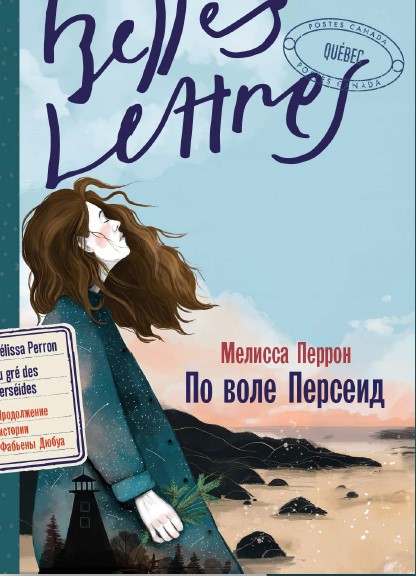 Belles
Lettres
POSTES CANADA
QUÉBEC
POSTES CANADA
élissa Perron
u gré des
erséides
Продолжение
истории
Фабьены Дюбуа
Мелисса Перрон
По воле Персеид